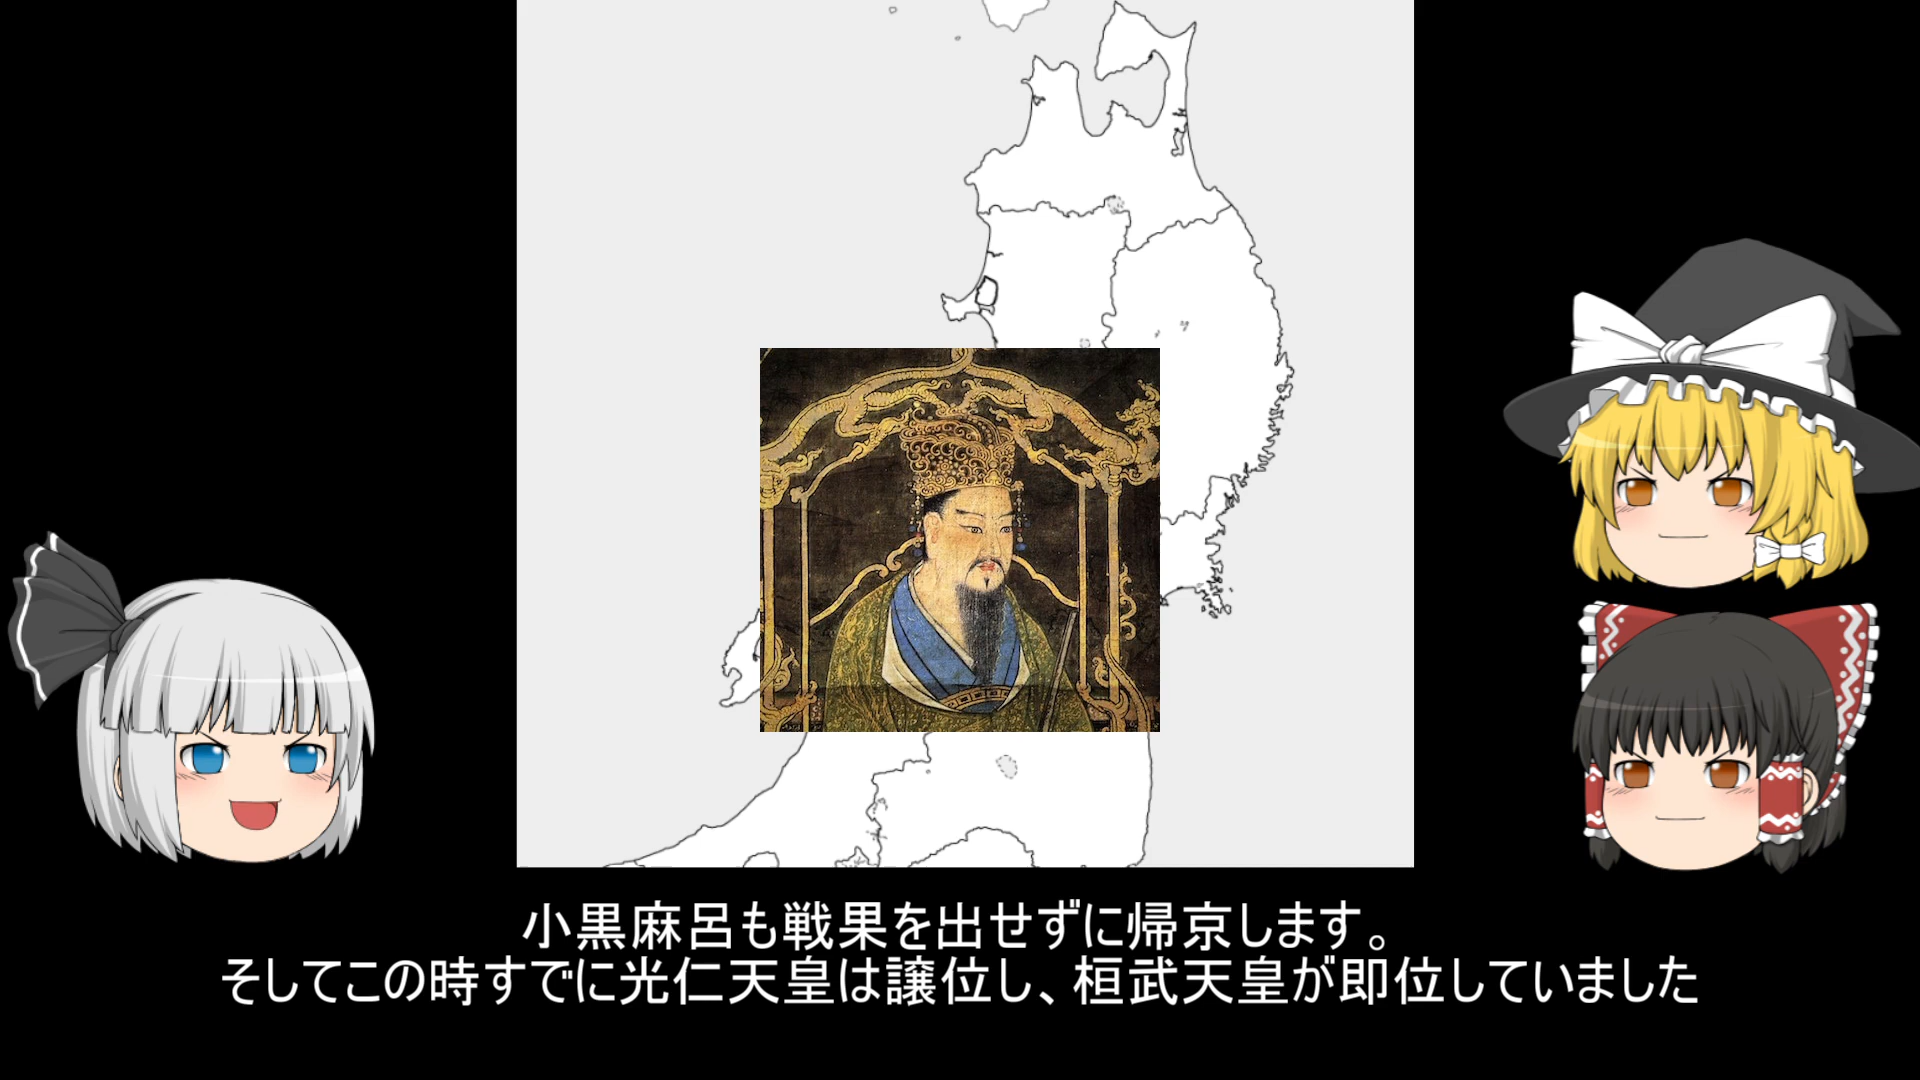 小黒麻呂も戦果を出せずに帰京します。
そしてこの時すでに光仁天皇は譲位し、桓武天皇が即位していました